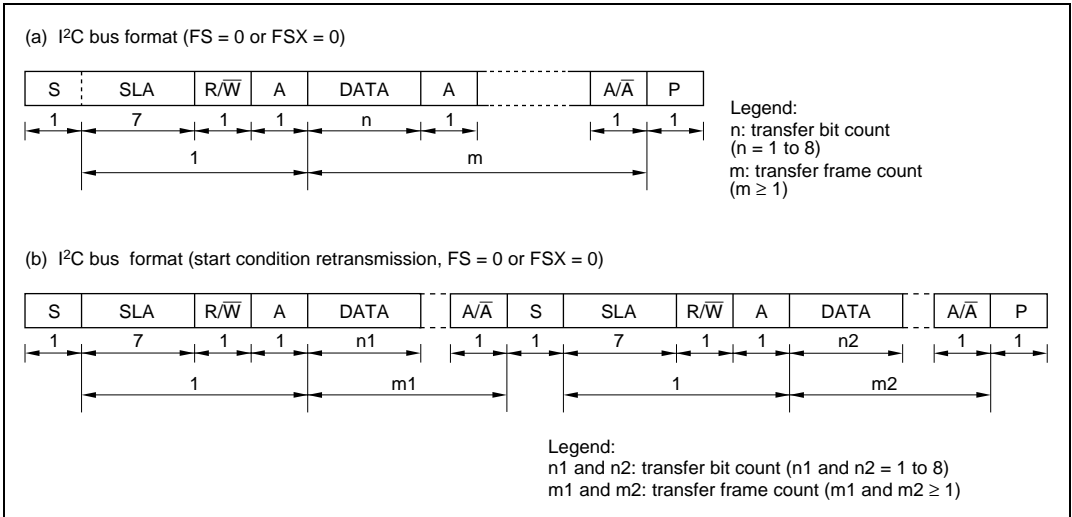 (a) I²C bus format (FS = 0 or FSX = 0)
S SLA R/W̅ A DATA A A/A̅ P
1 7 1 1 n 1 1 1
1 m
Legend:
n: transfer bit count
(n = 1 to 8)
m: transfer frame count
(m ≥ 1)
(b) I²C bus format (start condition retransmission, FS = 0 or FSX = 0)
S SLA R/W̅ A DATA A/A̅ S SLA R/W̅ A DATA A/A̅ P
1 7 1 1 n1 1 1 7 1 1 n2 1 1
1 m1 1 m2
Legend:
n1 and n2: transfer bit count (n1 and n2 = 1 to 8)
m1 and m2: transfer frame count (m1 and m2 ≥ 1)